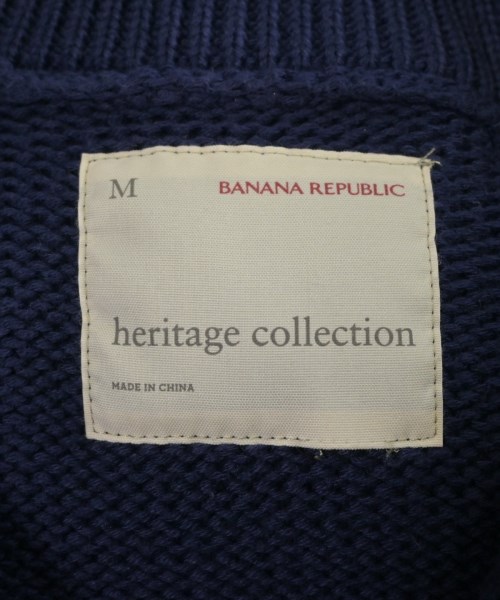 M BANANA REPUBLIC
heritage collection
MADE IN CHINA